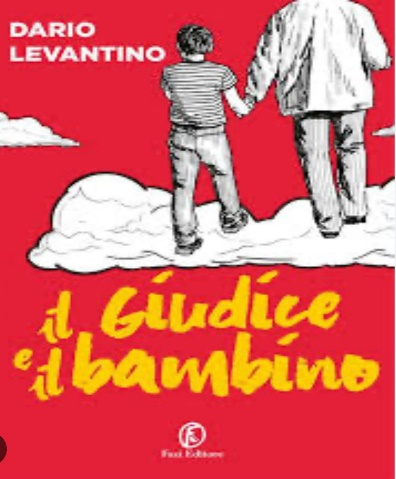 DARIO
LEVANTINO
il Giudice
e il bambino
Fazi Editore